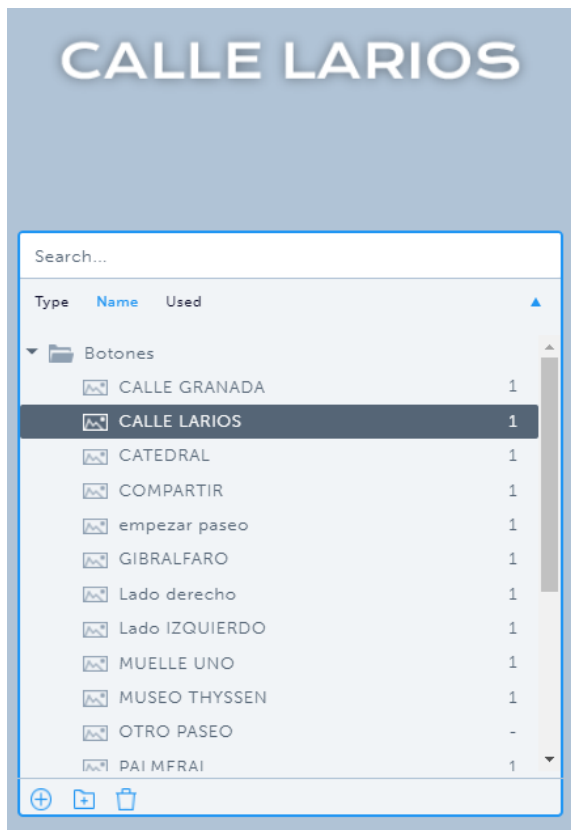 CALLE LARIOS
Search...
Type Name Used
Botones
CALLE GRANADA 1
CALLE LARIOS 1
CATEDRAL 1
COMPARTIR 1
empezar paseo 1
GIBRALFARO 1
Lado derecho 1
Lado IZQUIERDO 1
MUELLE UNO 1
MUSEO THYSSEN 1
OTRO PASEO -
PALMERAL 1